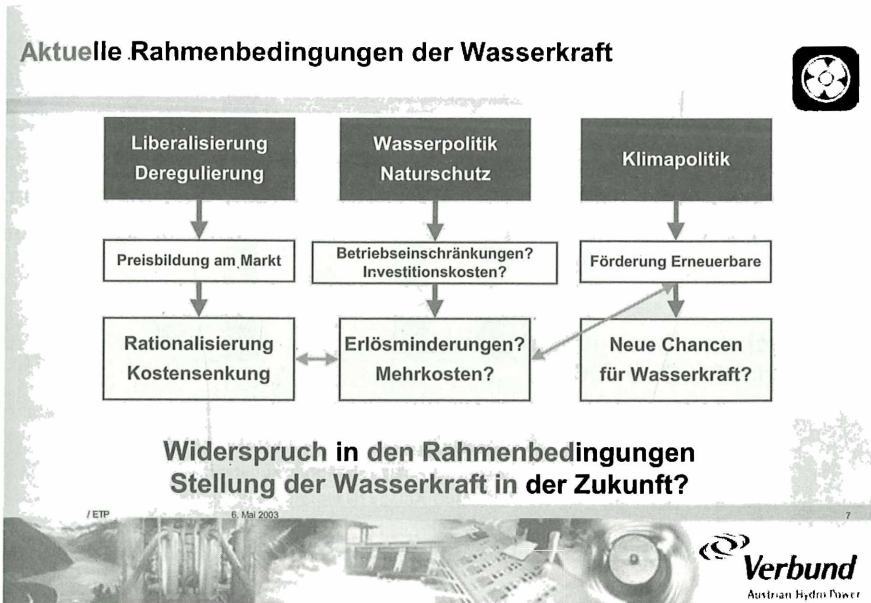 Aktuelle Rahmenbedingungen der Wasserkraft
Liberalisierung
Deregulierung
Wasserpolitik
Naturschutz
Klimapolitik
Preisbildung am Markt
Betriebseinschränkungen?
Investitionskosten?
Förderung Erneuerbare
Rationalisierung
Kostensenkung
Erlösminderungen?
Mehrkosten?
Neue Chancen
für Wasserkraft?
Widerspruch in den Rahmenbedingungen
Stellung der Wasserkraft in der Zukunft?
/ ETP
6. Mai 2003
7
Verbund
Austrian Hydro Power